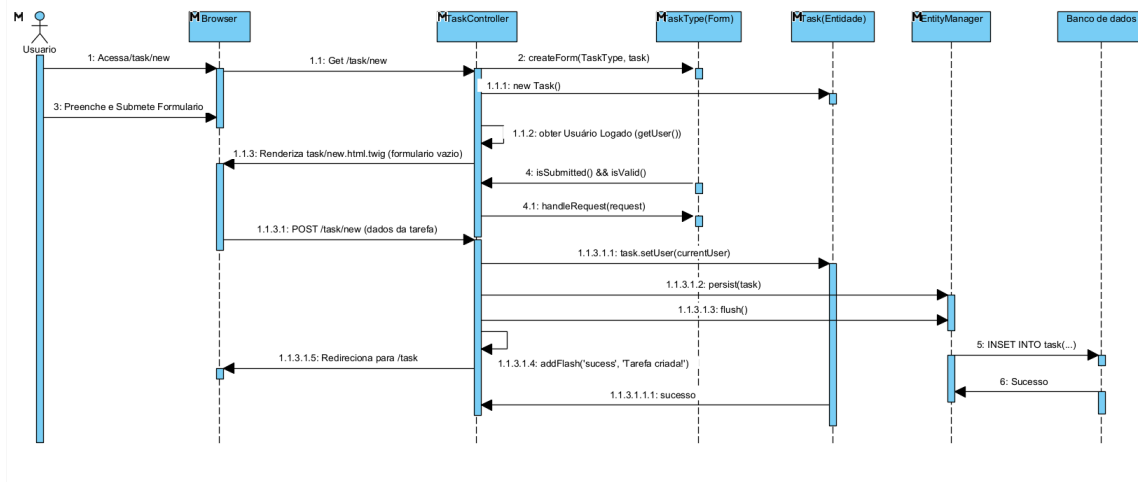 M
Usuario
Browser
TaskController
TaskType(Form)
Task(Entidade)
EntityManager
Banco de dados
1: Acessa/task/new
1.1: Get /task/new
2: createForm(TaskType, task)
1.1.1: new Task()
3: Preenche e Submete Formulario
1.1.2: obter Usuário Logado (getUser())
1.1.3: Renderiza task/new.html.twig (formulario vazio)
4: isSubmitted() && isValid()
4.1: handleRequest(request)
1.1.3.1: POST /task/new (dados da tarefa)
1.1.3.1.1: task.setUser(currentUser)
1.1.3.1.2: persist(task)
1.1.3.1.3: flush()
5: INSET INTO task(...)
1.1.3.1.5: Redireciona para /task
1.1.3.1.4: addFlash('sucess', 'Tarefa criada!')
6: Sucesso
1.1.3.1.1.1: sucesso